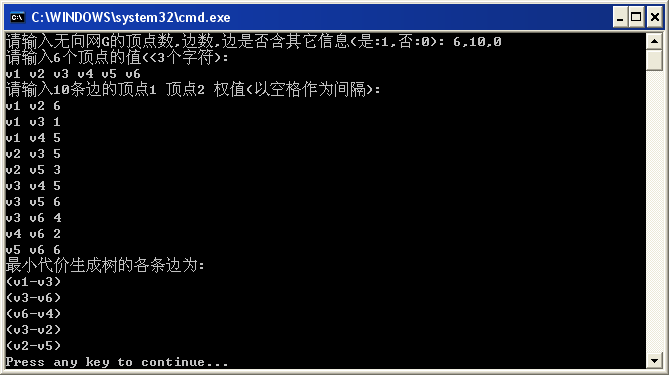 C:\WINDOWS\system32\cmd.exe
请输入无向网G的顶点数,边数,边是否含其它信息(是:1,否:0): 6,10,0
请输入6个顶点的值(<3个字符):
v1 v2 v3 v4 v5 v6
请输入10条边的顶点1 顶点2 权值(以空格作为间隔):
v1 v2 6
v1 v3 1
v1 v4 5
v2 v3 5
v2 v5 3
v3 v4 5
v3 v5 6
v3 v6 4
v4 v6 2
v5 v6 6
最小代价生成树的各条边为:
(v1-v3)
(v3-v6)
(v6-v4)
(v3-v2)
(v2-v5)
Press any key to continue...